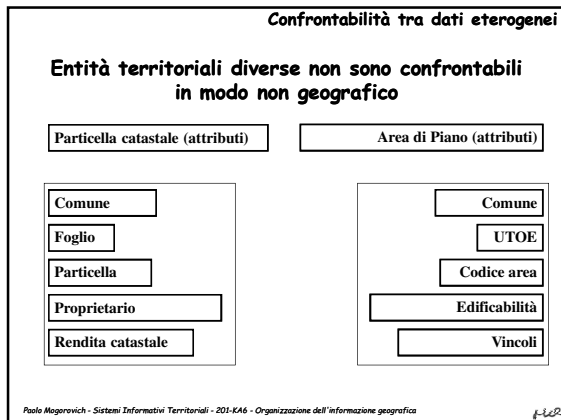 Confrontabilità tra dati eterogenei
Entità territoriali diverse non sono confrontabili
in modo non geografico
Particella catastale (attributi)
Area di Piano (attributi)
Comune
Foglio
Particella
Proprietario
Rendita catastale
Comune
UTOE
Codice area
Edificabilità
Vincoli
Paolo Mogorovich - Sistemi Informativi Territoriali - 201-KA6 - Organizzazione dell'informazione geografica